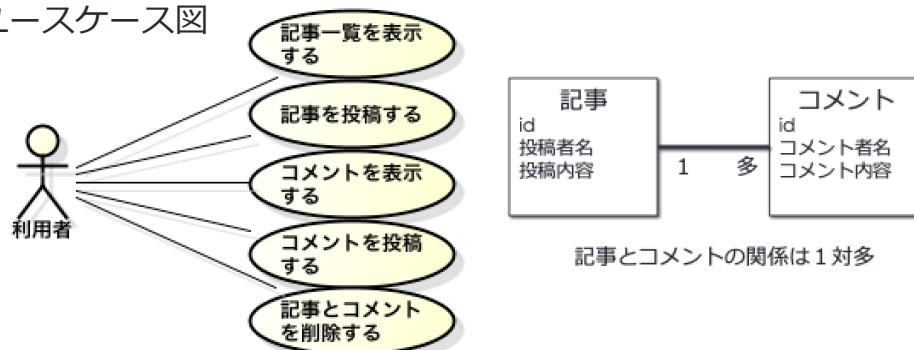 ユースケース図
記事一覧を表示
する
記事を投稿する
コメントを表示
する
コメントを投稿
する
記事とコメント
を削除する
利用者
記事
id
投稿者名
投稿内容
1
多
コメント
id
コメント者名
コメント内容
記事とコメントの関係は１対多